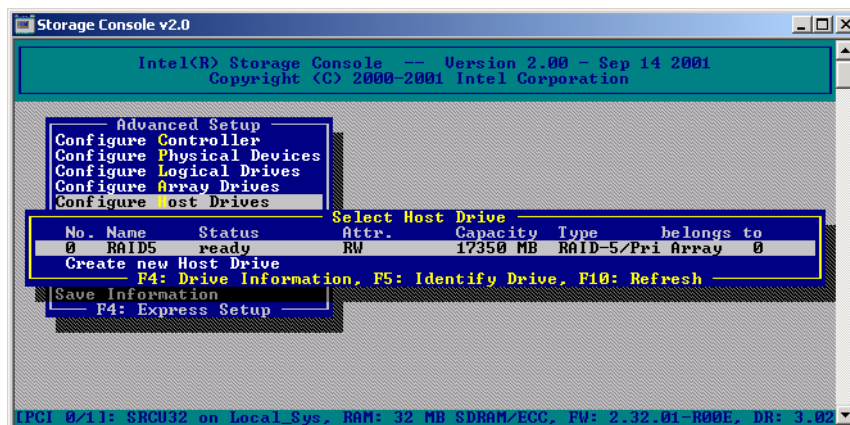 Storage Console v2.0
Intel(R) Storage Console -- Version 2.00 - Sep 14 2001
Copyright (C) 2000-2001 Intel Corporation
Advanced Setup
Configure Controller
Configure Physical Devices
Configure Logical Drives
Configure Array Drives
Configure Host Drives
Select Host Drive
No. Name Status Attr. Capacity Type belongs to
0 RAID5 ready RW 17350 MB RAID-5/Pri Array 0
Create new Host Drive
F4: Drive Information, F5: Identify Drive, F10: Refresh
Save Information
F4: Express Setup
[PCI 0/1]: SRCU32 on Local_Sys, RAM: 32 MB SDRAM/ECC, FW: 2.32.01-R00E, DR: 3.02